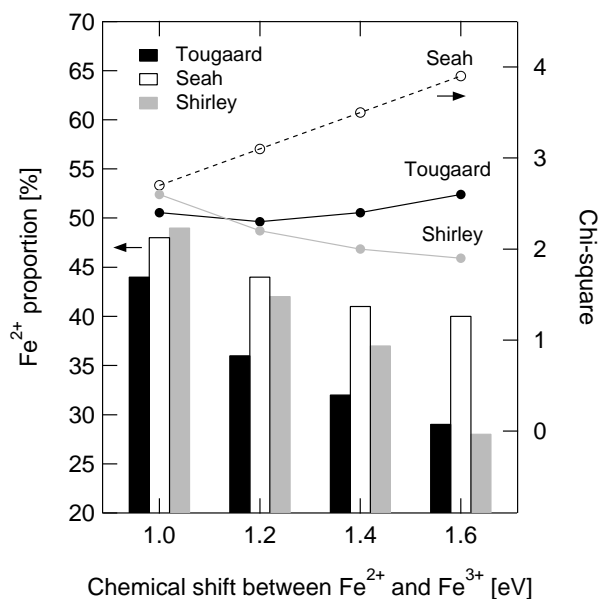 70
65
60
55
50
45
40
35
30
25
20
Fe²⁺ proportion [%]
Tougaard
Seah
Shirley
Seah
Tougaard
Shirley
4
3
2
1
0
Chi-square
1.0 1.2 1.4 1.6
Chemical shift between Fe²⁺ and Fe³⁺ [eV]